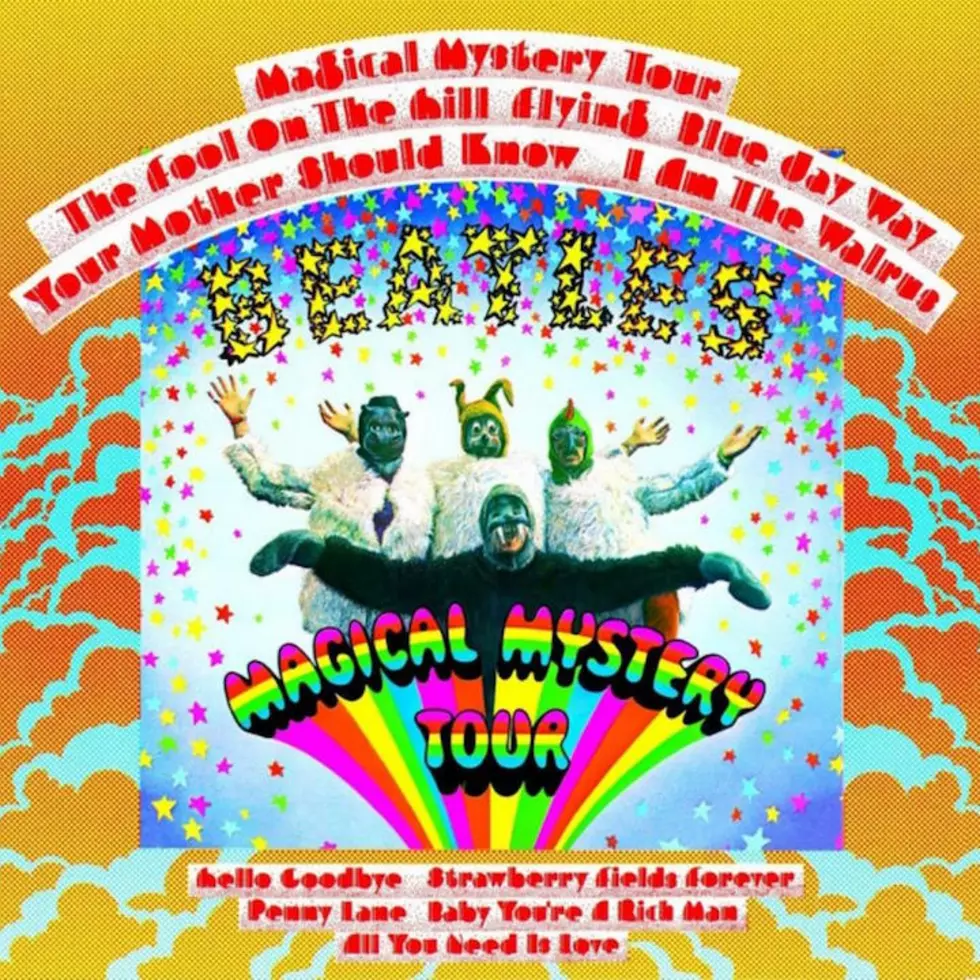 Magical Mystery Tour
The Fool On The Hill Flying Blue Jay Way
Your Mother Should Know I Am The Walrus
BEATLES
MAGICAL MYSTERY
TOUR
Hello Goodbye Strawberry Fields Forever
Penny Lane Baby You're A Rich Man
All You Need Is Love